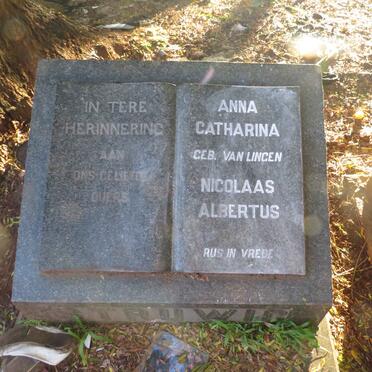 IN TERE
HERINNERING
AAN
ONS GELIEFDE
OUERS
ANNA
CATHARINA
GEB. VAN LINGEN
NICOLAAS
ALBERTUS
RUS IN VREDE